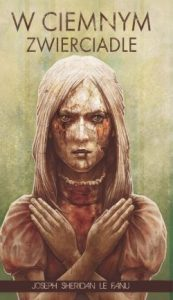 W CIEMNYM
ZWIERCIADLE
JOSEPH SHERIDAN LE FANU